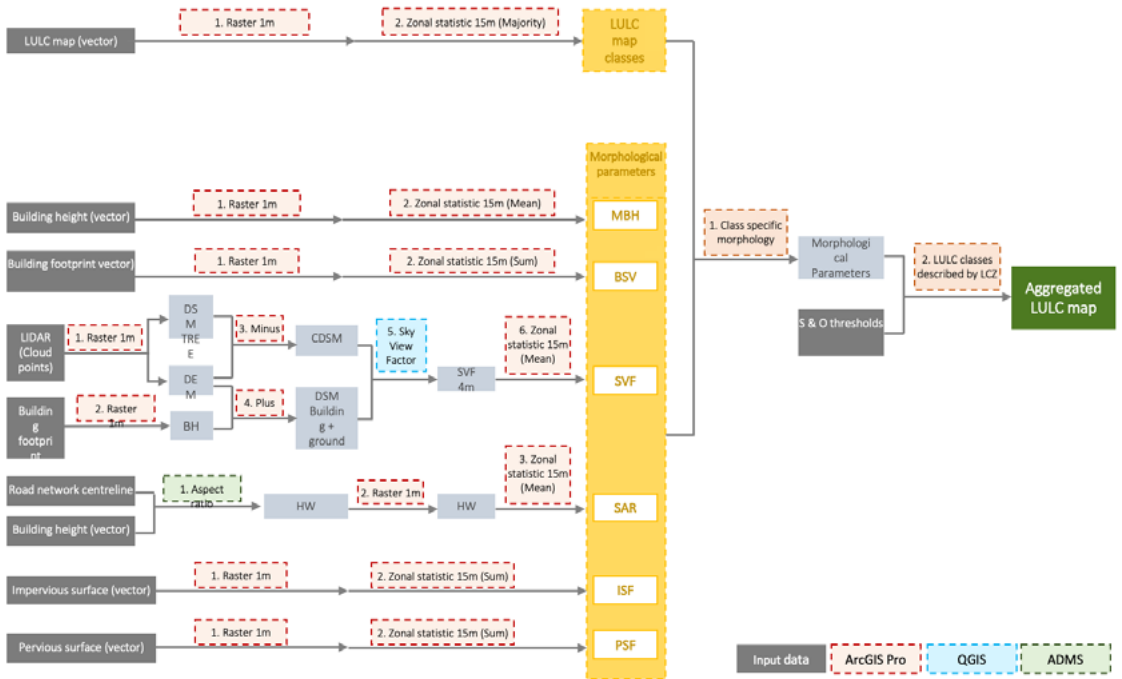 1. Raster 1m
2. Zonal statistic 15m (Majority)
LULC map (vector)
LULC
map
classes
Morphological
parameters
Building height (vector)
1. Raster 1m
2. Zonal statistic 15m (Mean)
MBH
1. Class specific
morphology
Morphologi
cal
Parameters
2. LULC classes
described by LCZ
Building footprint vector)
1. Raster 1m
2. Zonal statistic 15m (Sum)
BSV
Aggregated
LULC map
S & O thresholds
LIDAR
(Cloud
points)
1. Raster 1m
DS
M
TRE
E
DE
M
3. Minus
CDSM
5. Sky
View
Factor
6. Zonal
statistic 15m
(Mean)
SVF
4m
SVF
Buildin
g
footpri
nt
2. Raster
1m
BH
4. Plus
DSM
Buildin
g +
ground
Road network centreline
Building height (vector)
1. Aspect
ratio
HW
2. Raster 1m
HW
3. Zonal
statistic 15m
(Mean)
SAR
Impervious surface (vector)
1. Raster 1m
2. Zonal statistic 15m (Sum)
ISF
Pervious surface (vector)
1. Raster 1m
2. Zonal statistic 15m (Sum)
PSF
Input data
ArcGIS Pro
QGIS
ADMS